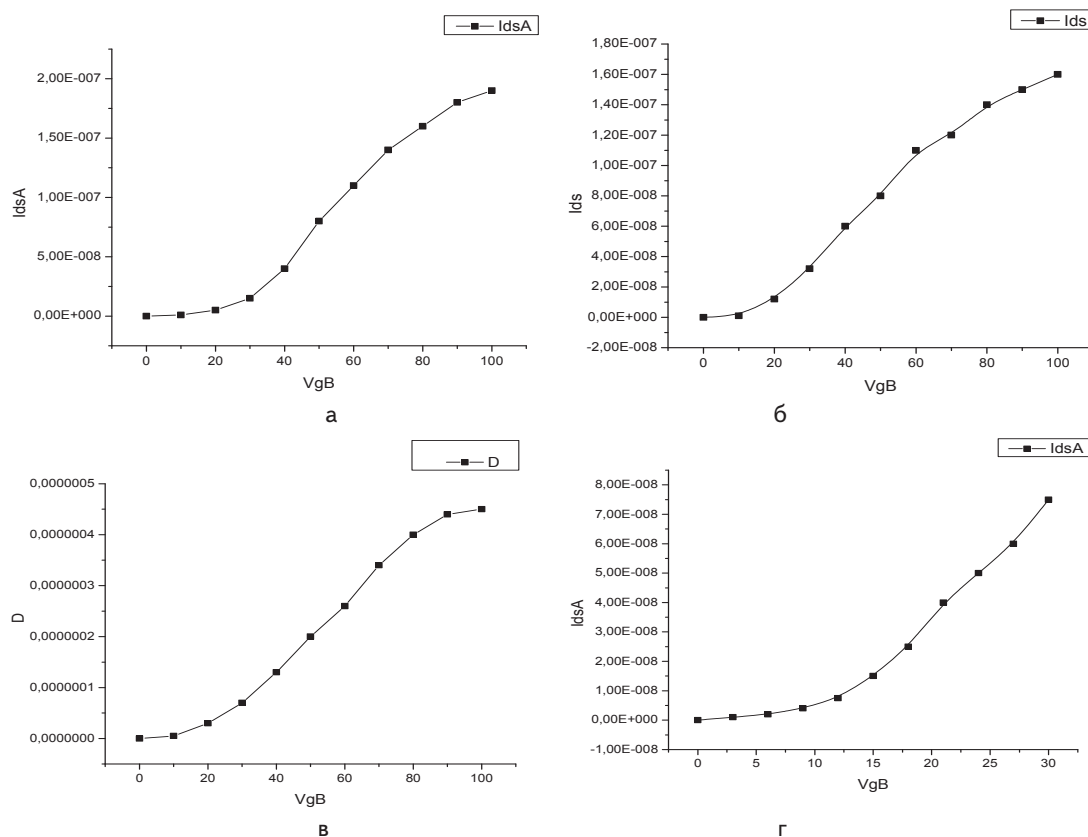 IdsA
2,00E-007
1,50E-007
1,00E-007
5,00E-008
0,00E+000
IdsA
0 20 40 60 80 100
VgB
а
Ids
1,80E-007
1,60E-007
1,40E-007
1,20E-007
1,00E-007
8,00E-008
6,00E-008
4,00E-008
2,00E-008
0,00E+000
-2,00E-008
Ids
0 20 40 60 80 100
VgB
б
D
0,0000005
0,0000004
0,0000003
0,0000002
0,0000001
0,0000000
D
0 20 40 60 80 100
VgB
в
IdsA
8,00E-008
7,00E-008
6,00E-008
5,00E-008
4,00E-008
3,00E-008
2,00E-008
1,00E-008
0,00E+000
-1,00E-008
IdsA
0 5 10 15 20 25 30
VgB
г